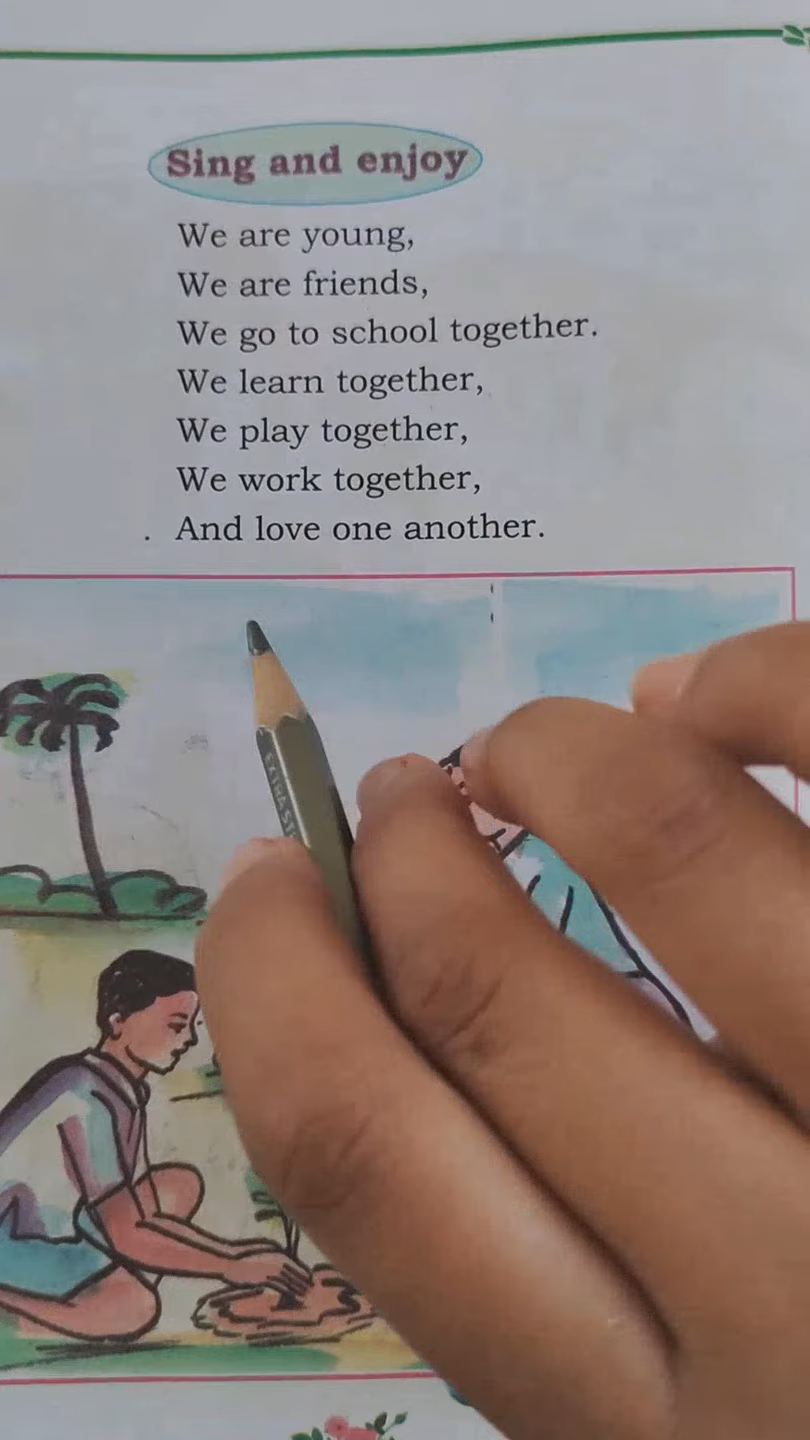 Sing and enjoy
We are young,
We are friends,
We go to school together.
We learn together,
We play together,
We work together,
And love one another.